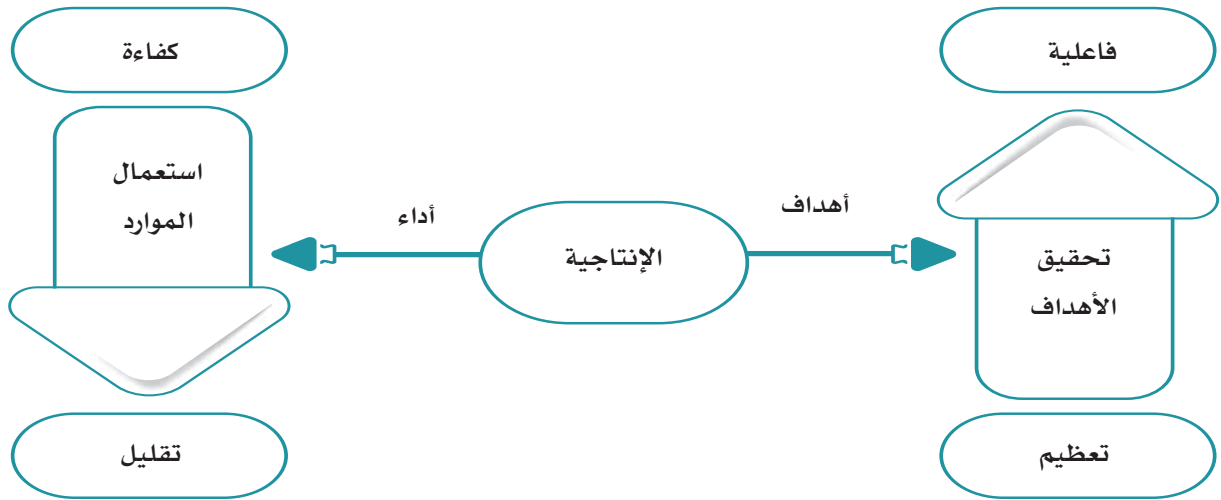 فاعلية
كفاءة
استعمال
الموارد
أهداف
أداء
الإنتاجية
تحقيق
الأهداف
تعظيم
تقليل